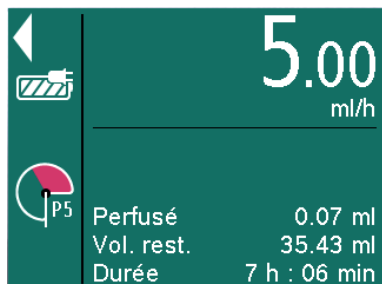 5.00
ml/h
P5
Perfusé 0.07 ml
Vol. rest. 35.43 ml
Durée 7 h : 06 min